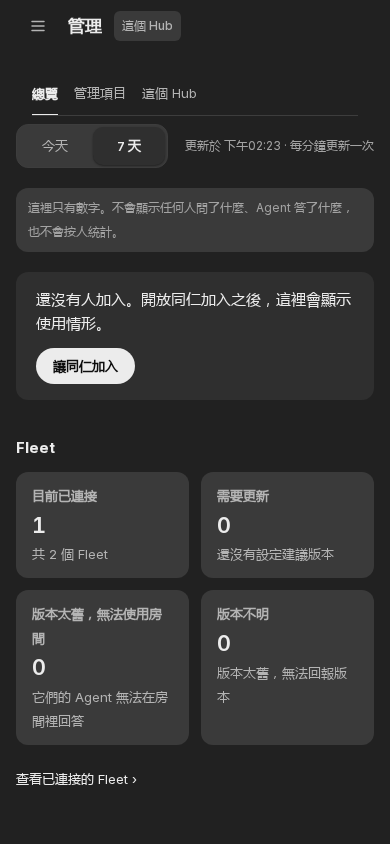 管理 這個 Hub
總覽 管理項目 這個 Hub
今天 7 天 更新於 下午02:23 · 每分鐘更新一次
這裡只有數字。不會顯示任何人問了什麼、Agent 答了什麼，
也不會按人統計。
還沒有人加入。開放同仁加入之後，這裡會顯示
使用情形。
讓同仁加入
Fleet
目前已連接
1
共 2 個 Fleet
需要更新
0
還沒有設定建議版本
版本太舊，無法使用房
間
0
它們的 Agent 無法在房
間裡回答
版本不明
0
版本太舊，無法回報版
本
查看已連接的 Fleet ›